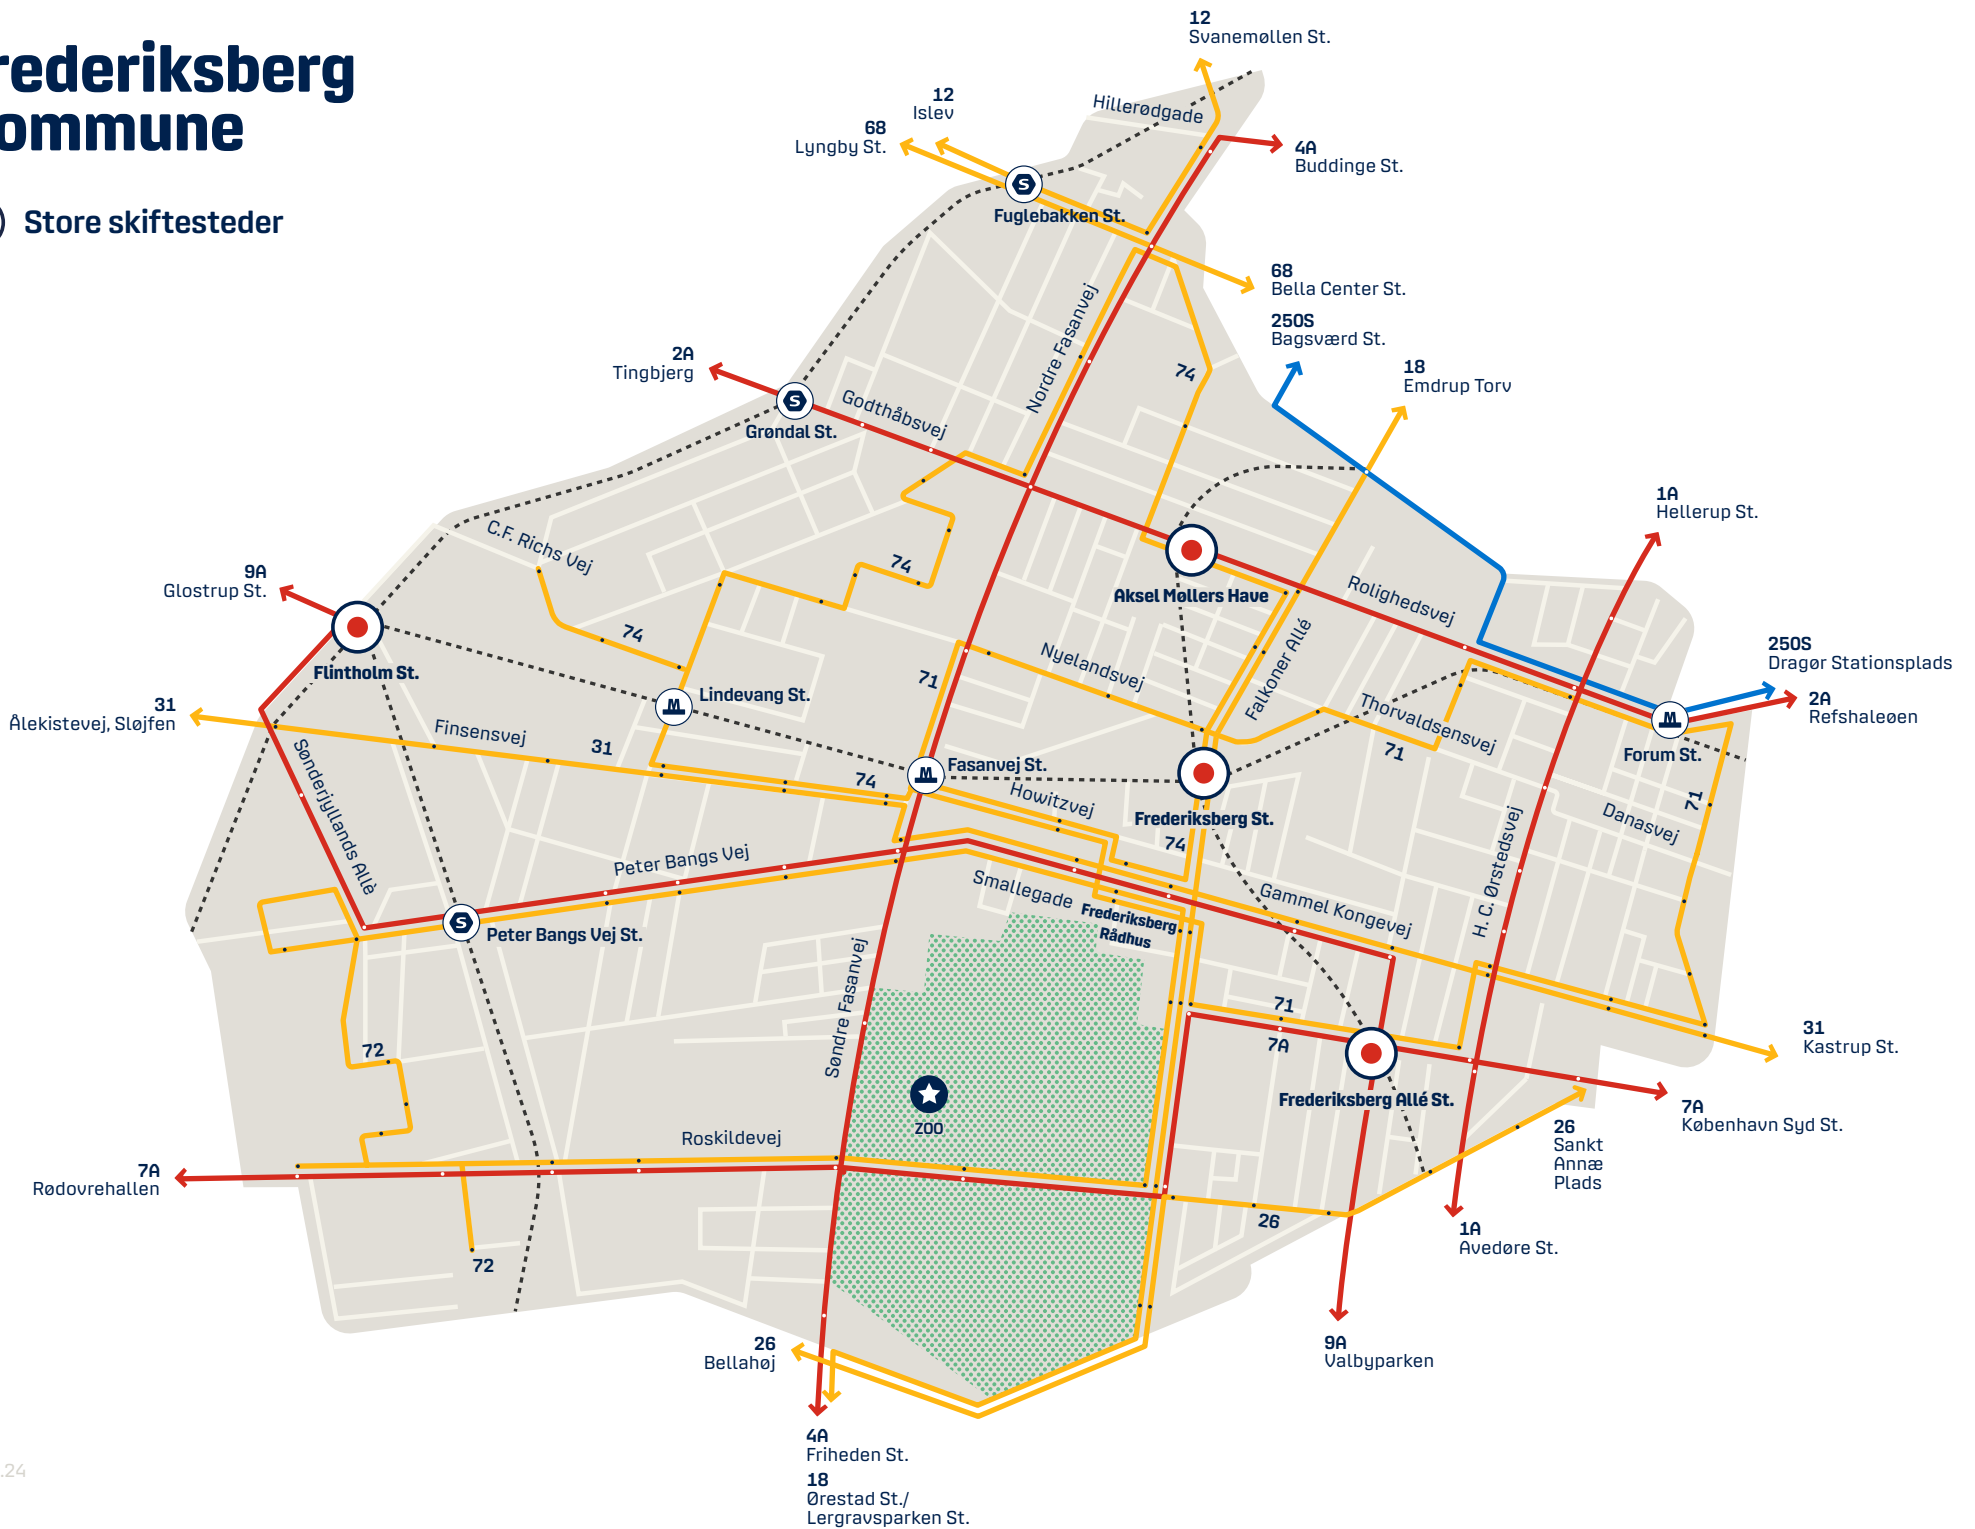 rederiksberg
ommune
Store skiftesteder
12
Svanemøllen St.
12
Islev
68
Lyngby St.
Hillerødgade
4A
Buddinge St.
Fuglebakken St.
68
Bella Center St.
250S
Bagsværd St.
18
Emdrup Torv
2A
Tingbjerg
Nordre Fasanvej
74
Godthåbsvej
Grøndal St.
1A
Hellerup St.
C.F. Richs Vej
74
9A
Glostrup St.
Aksel Møllers Have
Rolighedsvej
74
Flintholm St.
Nyelandsvej
Falkoner Allé
250S
Dragør Stationsplads
2A
Refshaleøen
71
Lindevang St.
31
Ålekistevej, Sløjfen
Finsensvej
31
Thorvaldsensvej
71
Forum St.
Fasanvej St.
74
Howitzvej
Frederiksberg St.
74
71
Danasvej
Sønderjyllands Allè
Peter Bangs Vej
Smallegade
Frederiksberg
Rådhus
Gammel Kongevej
H. C. Ørstedsvej
Peter Bangs Vej St.
Søndre Fasanvej
71
7A
72
31
Kastrup St.
Frederiksberg Allé St.
7A
København Syd St.
ZOO
Roskildevej
26
Sankt
Annæ
Plads
7A
Rødovrehallen
26
72
1A
Avedøre St.
26
Bellahøj
9A
Valbyparken
4A
Friheden St.
18
Ørestad St./
Lergravsparken St.
.24